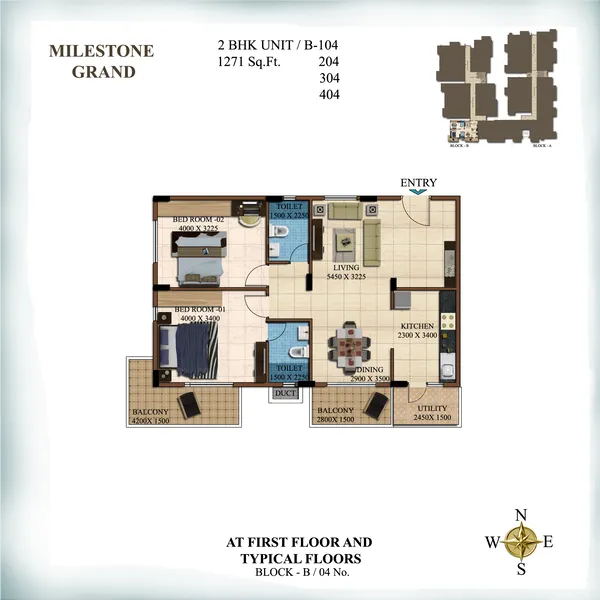 MILESTONE
GRAND
2 BHK UNIT / B-104
1271 Sq.Ft. 204
304
404
BLOCK - B
BLOCK - A
ENTRY
TOILET
1500 X 2250
BED ROOM -02
4000 X 3225
LIVING
5450 X 3225
BED ROOM -01
4000 X 3400
KITCHEN
2300 X 3400
TOILET
1500 X 2250
DINING
2900 X 3500
DUCT
BALCONY
4200X 1500
BALCONY
2800X 1500
UTILITY
2450X 1500
N
W
E
S
AT FIRST FLOOR AND
TYPICAL FLOORS
BLOCK - B / 04 No.